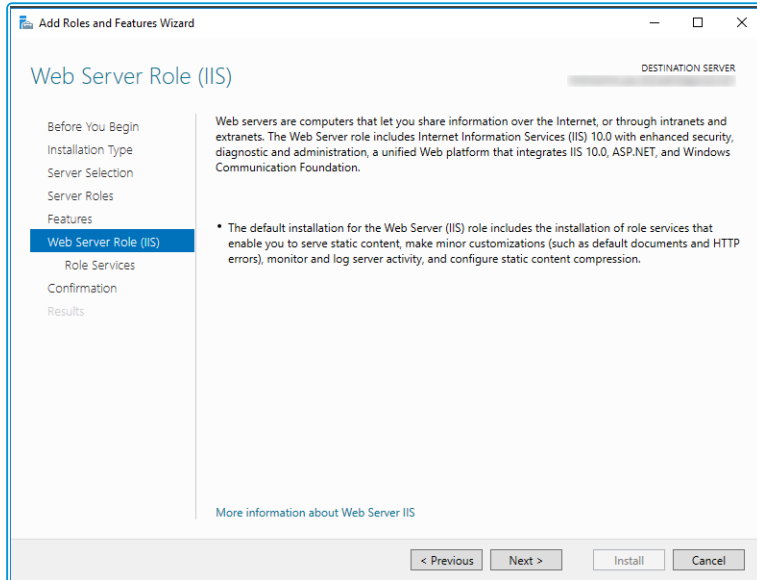 Add Roles and Features Wizard
Web Server Role (IIS)
DESTINATION SERVER
Before You Begin
Installation Type
Server Selection
Server Roles
Features
Web Server Role (IIS)
Role Services
Confirmation
Results
Web servers are computers that let you share information over the Internet, or through intranets and
extranets. The Web Server role includes Internet Information Services (IIS) 10.0 with enhanced security,
diagnostic and administration, a unified Web platform that integrates IIS 10.0, ASP.NET, and Windows
Communication Foundation.
• The default installation for the Web Server (IIS) role includes the installation of role services that
enable you to serve static content, make minor customizations (such as default documents and HTTP
errors), monitor and log server activity, and configure static content compression.
More information about Web Server IIS
< Previous
Next >
Install
Cancel